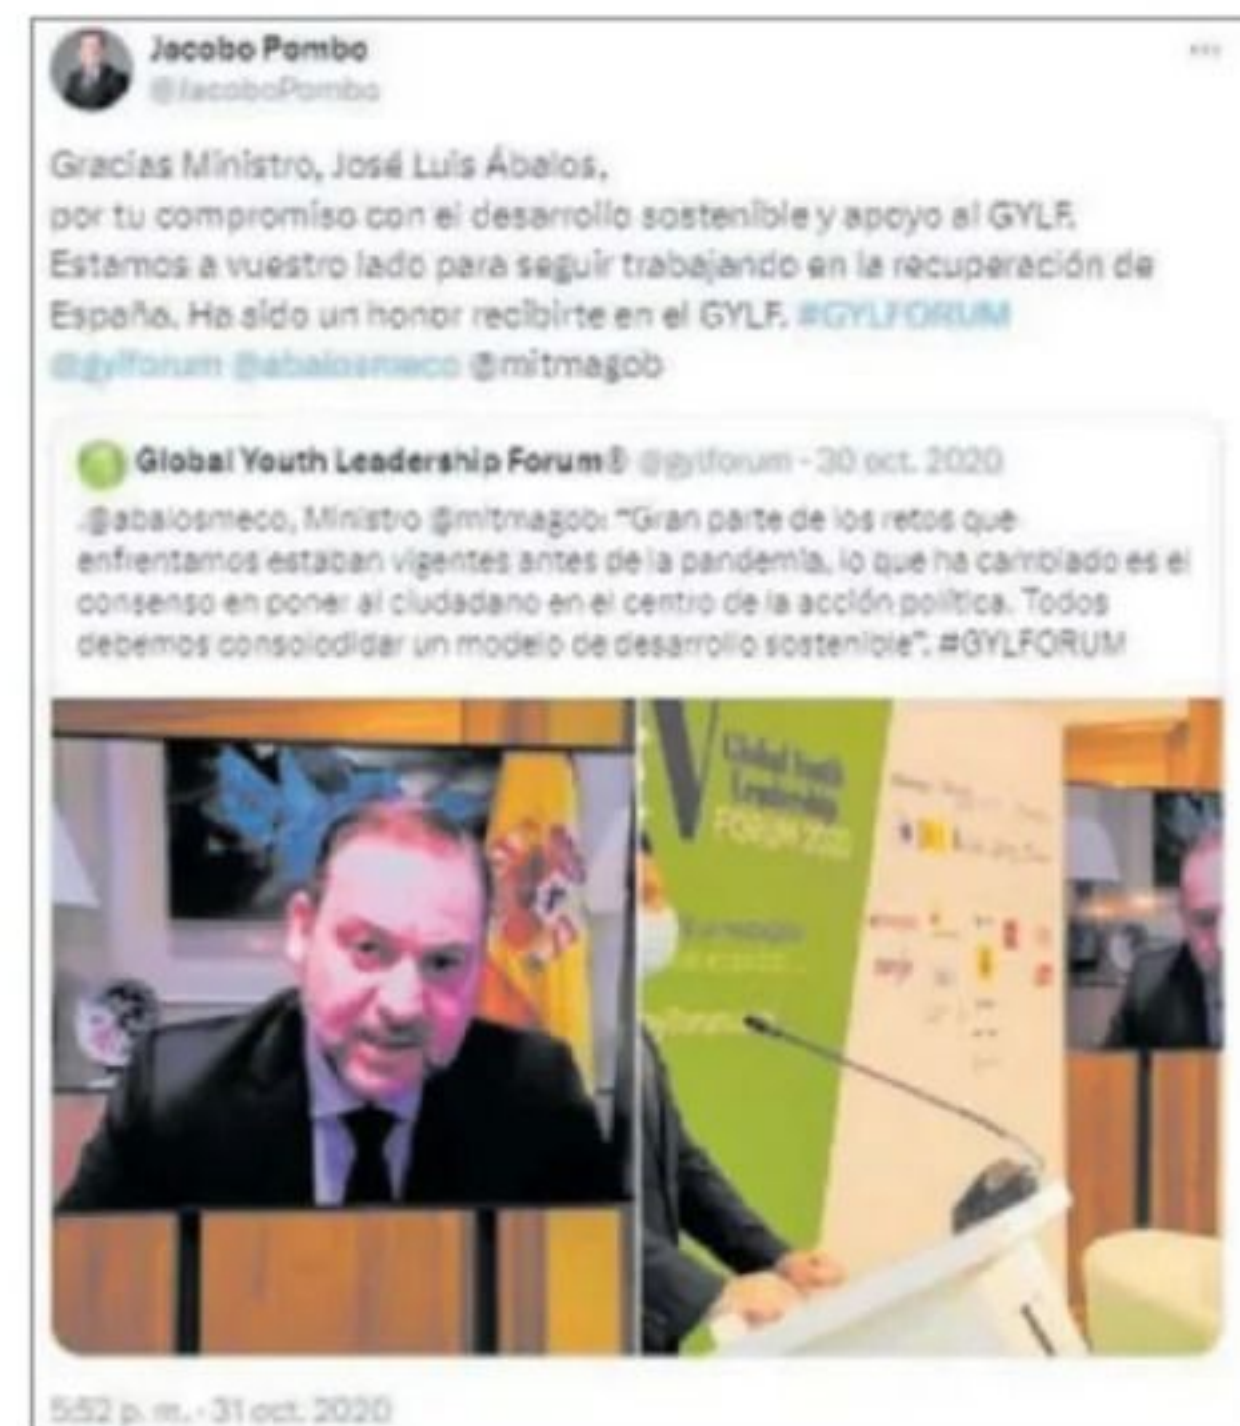 Jacobo Pombo
@JacoboPombo
Gracias Ministro, José Luis Ábalos,
por tu compromiso con el desarrollo sostenible y apoyo al GYLF.
Estamos a vuestro lado para seguir trabajando en la recuperación de
España. Ha sido un honor recibirte en el GYLF. #GYLFORUM
@gylforum @abalosmeco @mitmagob
Global Youth Leadership Forum® @gylforum - 30 oct. 2020
.@abalosmeco, Ministro @mitmagob: "Gran parte de los retos que
enfrentamos estaban vigentes antes de la pandemia, lo que ha cambiado es el
consenso en poner al ciudadano en el centro de la acción política. Todos
debemos consolodidar un modelo de desarrollo sostenible". #GYLFORUM
Global Youth
Leadership
FORUM 2020
5:52 p. m. · 31 oct. 2020